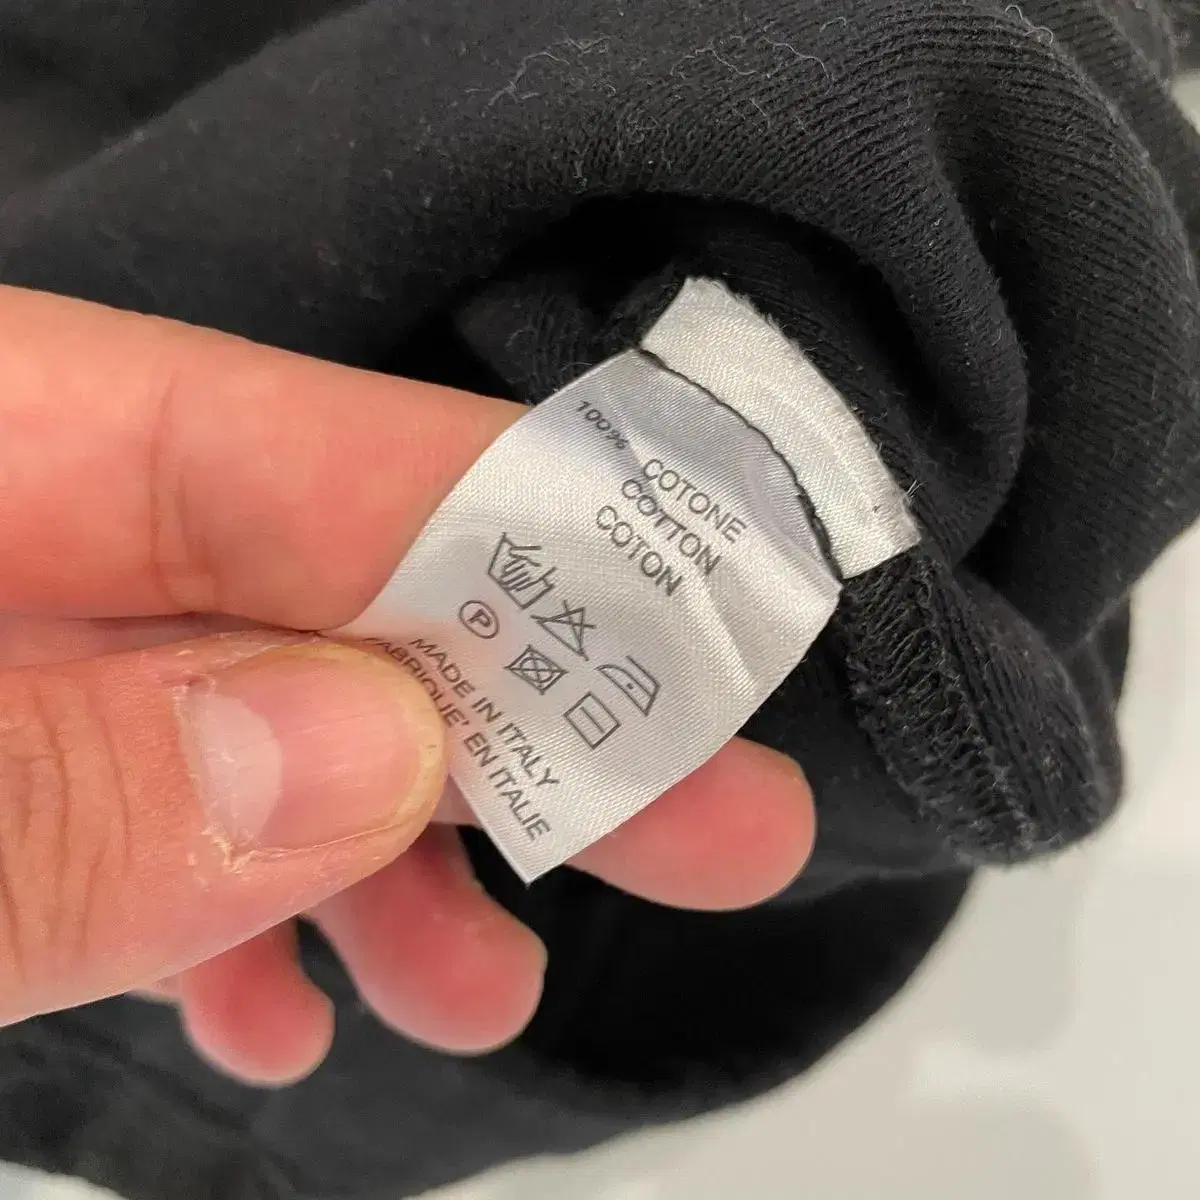 100% COTONE
COTTON
COTON
P
MADE IN ITALY
FABRIQUE' EN ITALIE